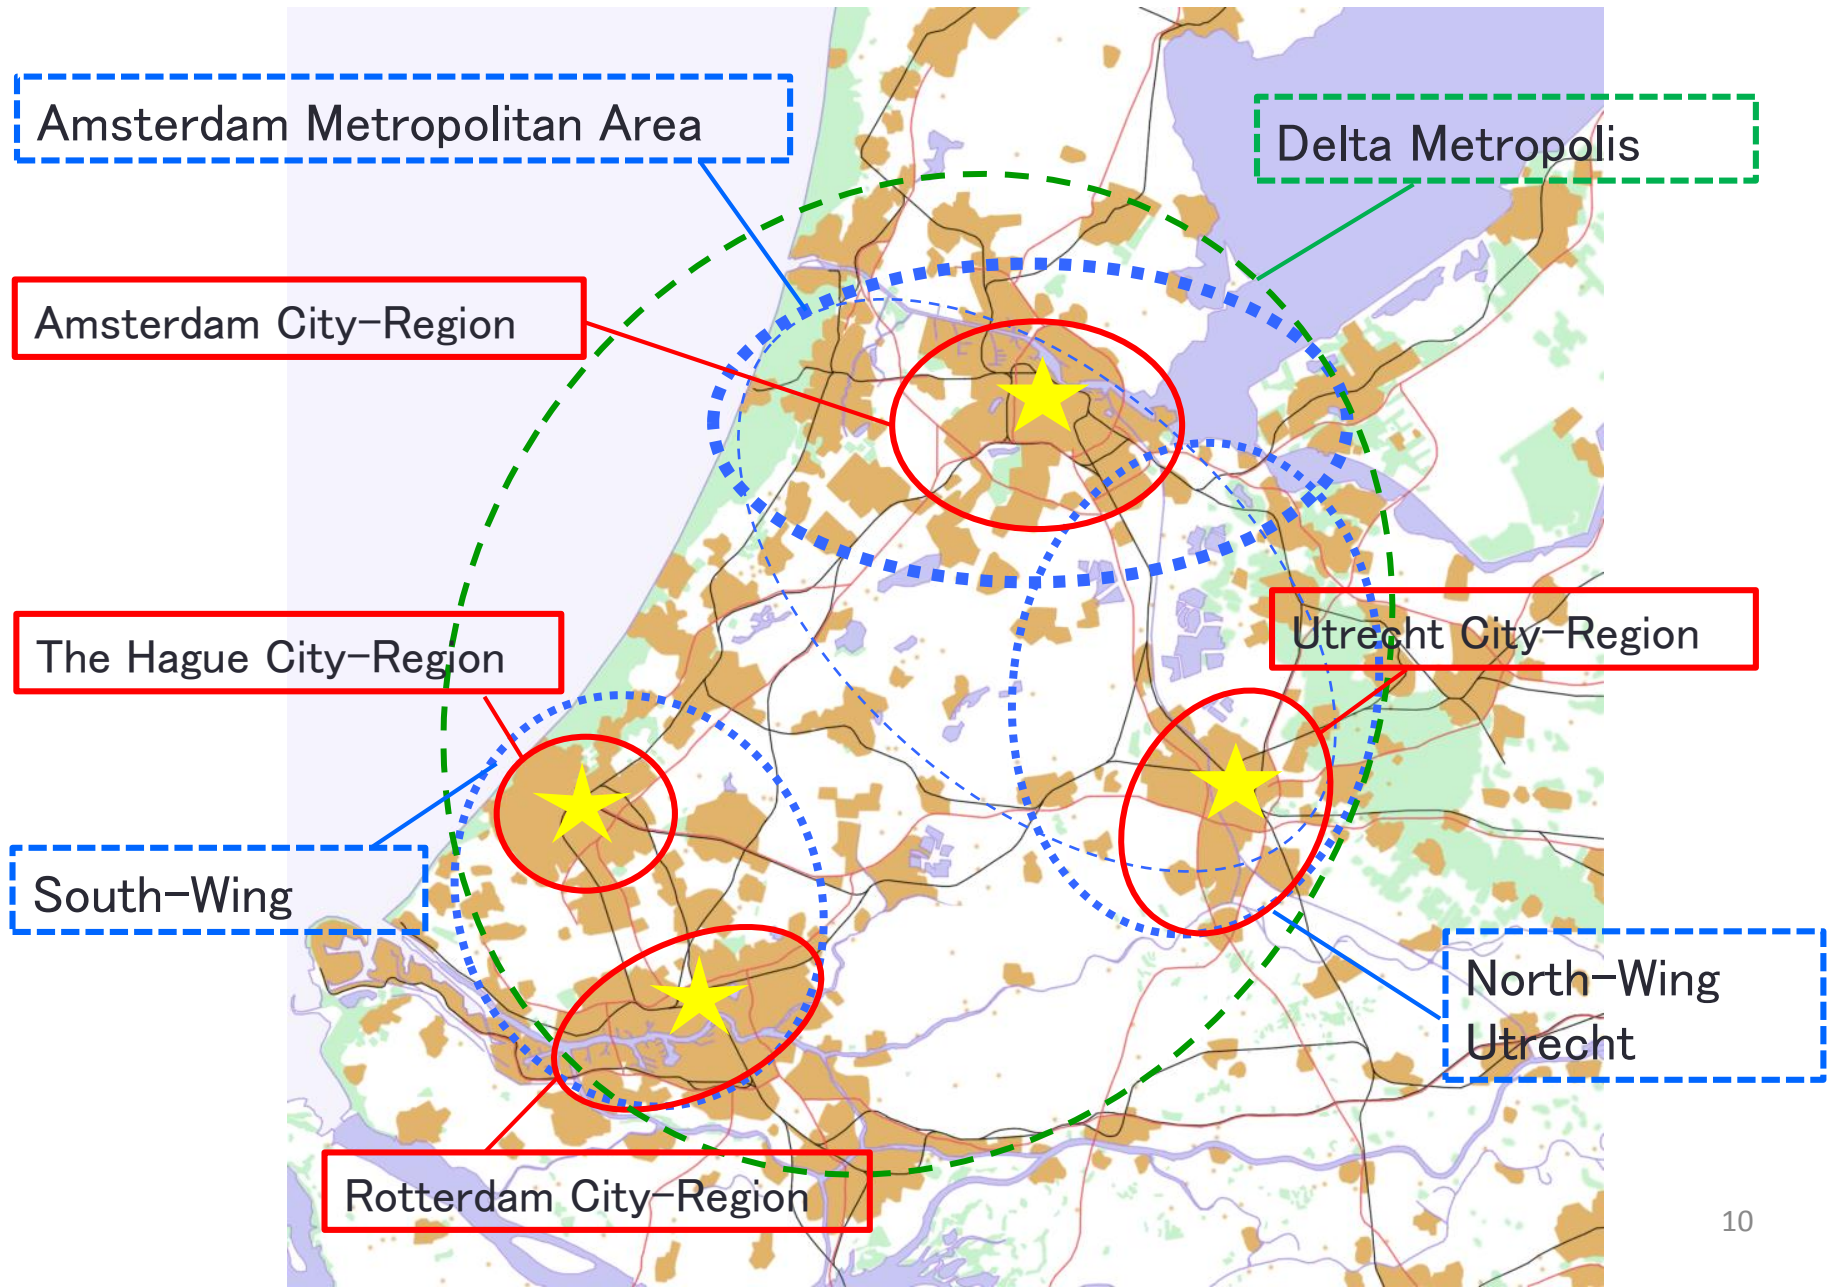 Amsterdam Metropolitan Area
Delta Metropolis
Amsterdam City-Region
Utrecht City-Region
The Hague City-Region
South-Wing
North-Wing
Utrecht
Rotterdam City-Region
10